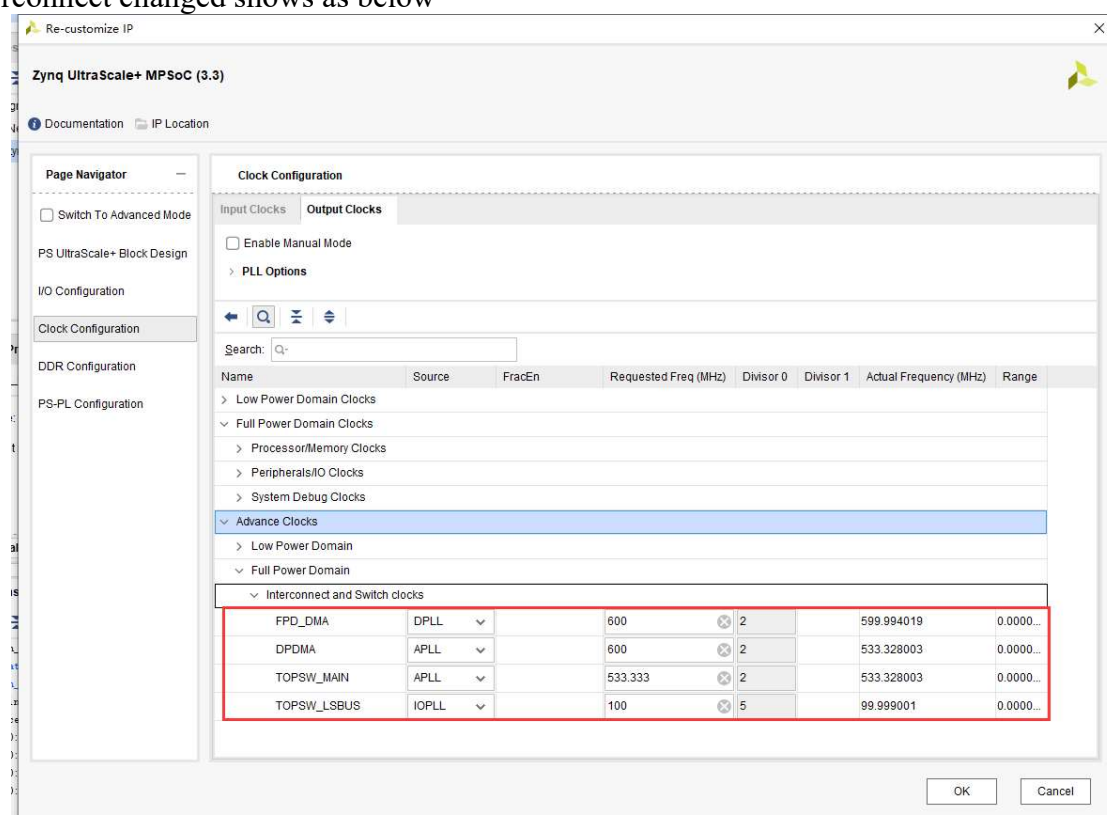 rconnect changed shows as below
Re-customize IP
Zynq UltraScale+ MPSoC (3.3)
Documentation IP Location
Page Navigator
Switch To Advanced Mode
PS UltraScale+ Block Design
I/O Configuration
Clock Configuration
DDR Configuration
PS-PL Configuration
Clock Configuration
Input Clocks Output Clocks
Enable Manual Mode
PLL Options
Search:
Name Source FracEn Requested Freq (MHz) Divisor 0 Divisor 1 Actual Frequency (MHz) Range
Low Power Domain Clocks
Full Power Domain Clocks
Processor/Memory Clocks
Peripherals/IO Clocks
System Debug Clocks
Advance Clocks
Low Power Domain
Full Power Domain
Interconnect and Switch clocks
FPD_DMA DPLL 600 2 599.994019 0.0000...
DPDMA APLL 600 2 533.328003 0.0000...
TOPSW_MAIN APLL 533.333 2 533.328003 0.0000...
TOPSW_LSBUS IOPLL 100 5 99.999001 0.0000...
OK Cancel